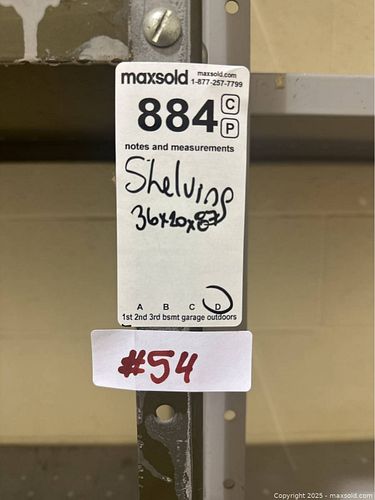 maxsold maxsold.com
1-877-257-7799
884 C
P
notes and measurements
Shelving
36x20x87
A B C D
1st 2nd 3rd bsmt garage outdoors
#54
Copyright 2025 - maxsold.com